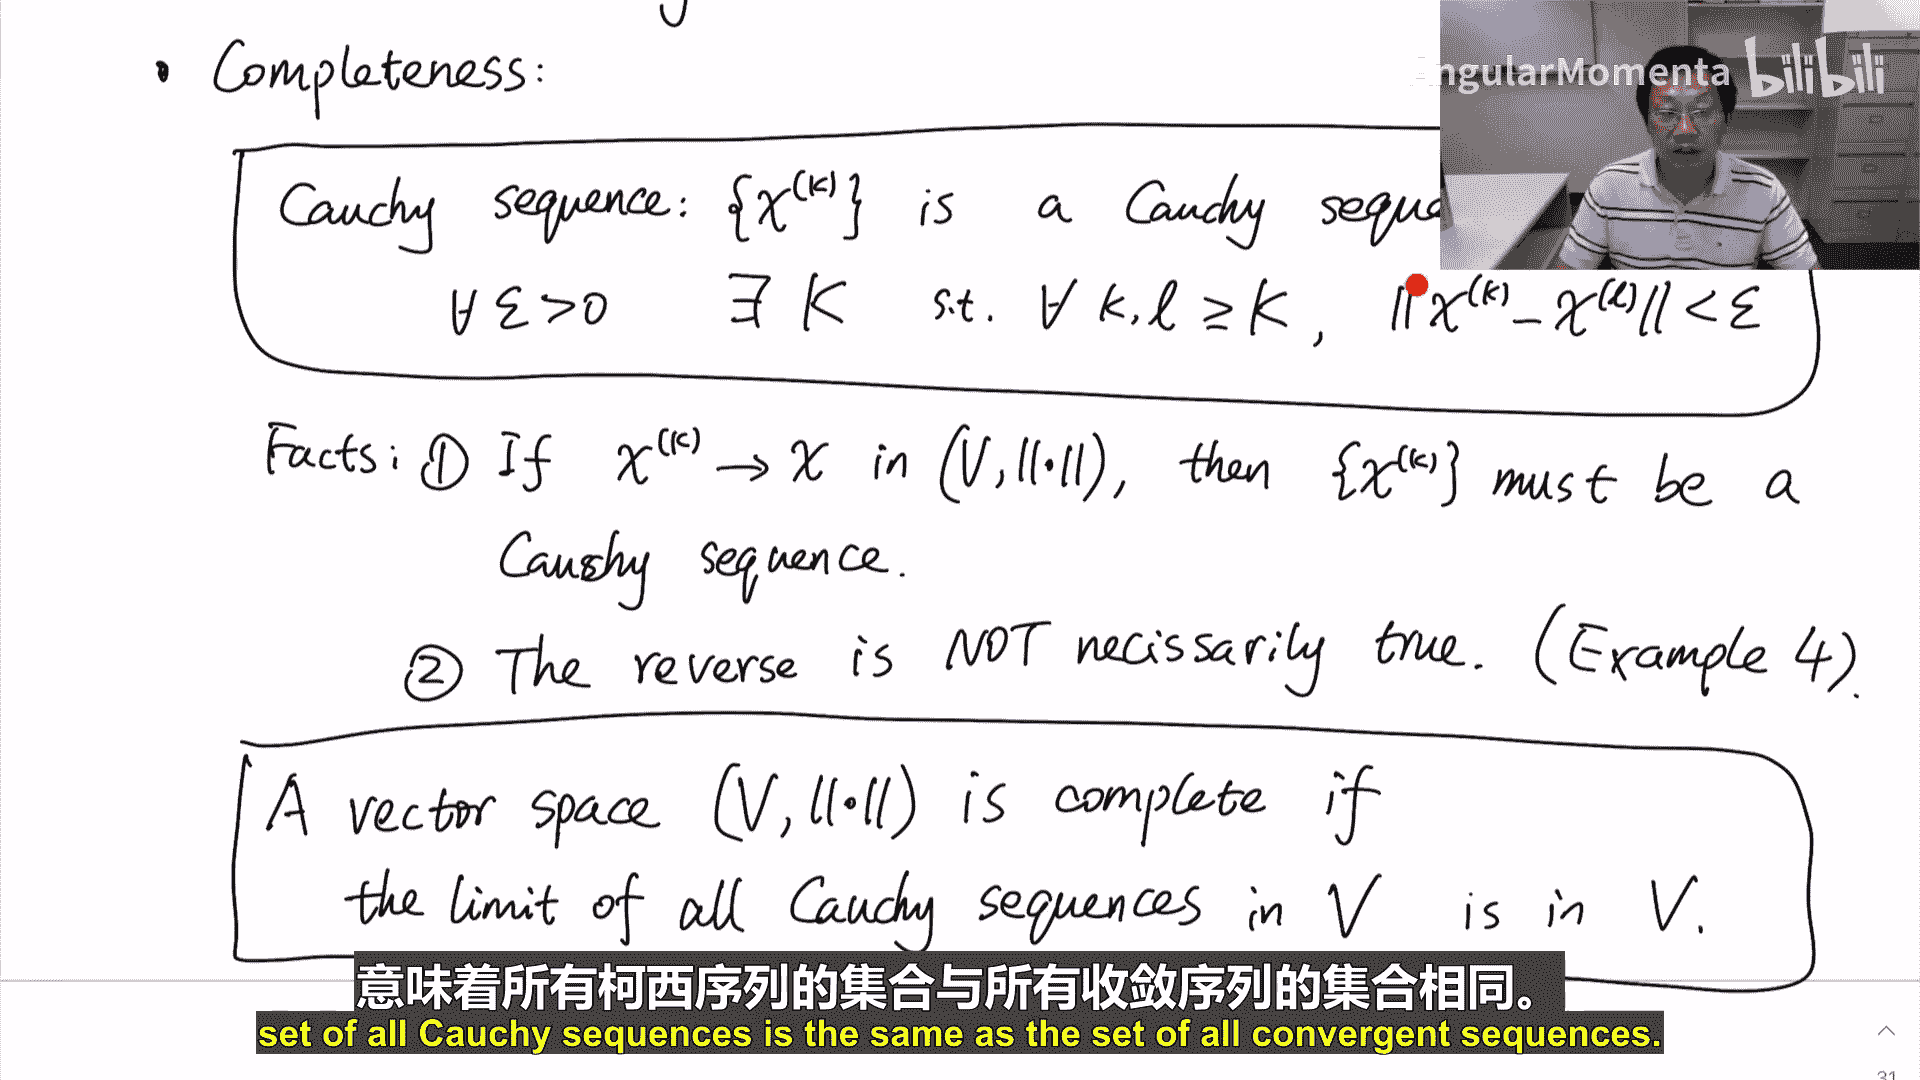 • Completeness:
ngularMomenta bilibili
Cauchy sequence: {x^(k)} is a Cauchy seque
∀ ε>0 ∃ K s.t. ∀ k, l ≥ K, ||x^(k) - x^(l)|| < ε
Facts: ① If x^(k) → x in (V, ||·||), then {x^(k)} must be a
Cauchy sequence.
② The reverse is NOT necissarily true. (Example 4).
A vector space (V, ||·||) is complete if
the limit of all Cauchy sequences in V is in V.
意味着所有柯西序列的集合与所有收敛序列的集合相同。
set of all Cauchy sequences is the same as the set of all convergent sequences.